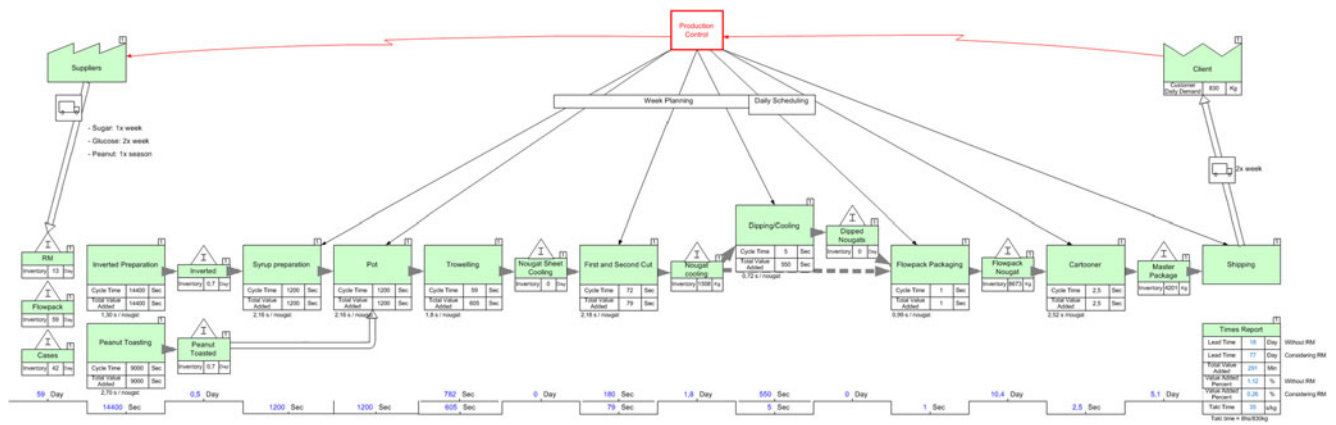 Production
Control
Suppliers
Client
Customer
Daily Demand
830
Kg
Week Planning
Daily Scheduling
- Sugar: 1x week
- Glucose: 2x week
- Peanut: 1x season
2x week
RM
Inventory 13 Day
Flowpack
Inventory 59 Day
Cases
Inventory 42 Day
Inverted Preparation
Cycle Time 14400 Sec
Total Value
Added 14400 Sec
1,30 s / nougat
Inverted
Inventory 0,7 Day
Peanut Toasting
Cycle Time 9000 Sec
Total Value
Added 9000 Sec
2,70 s / nougat
Peanut
Toasted
Inventory 0,7 Day
Syrup preparation
Cycle Time 1200 Sec
Total Value
Added 1200 Sec
2,16 s / nougat
Pot
Cycle Time 1200 Sec
Total Value
Added 1200 Sec
2,16 s / nougat
Trowelling
Cycle Time 59 Sec
Total Value
Added 605 Sec
1,8 s / nougat
Nougat Sheet
Cooling
Inventory 0 Day
First and Second Cut
Cycle Time 72 Sec
Total Value
Added 79 Sec
2,18 s / nougat
Nougat
cooling
Inventory 1508 Kg
Dipping/Cooling
Cycle Time 5 Sec
Total Value
Added 550 Sec
0,72 s / nougat
Dipped
Nougats
Inventory 0 Day
Flowpack Packaging
Cycle Time 1 Sec
Total Value
Added 1 Sec
Flowpack
Nougat
Inventory 8673 Kg
Cartooner
Cycle Time 2,5 Sec
Total Value
Added 2,5 Sec
2,52 s /nougat
Master
Package
Inventory 4201 Kg
Shipping
Times Report
Lead Time 18 Day Without RM
Lead Time 77 Day Considering RM
Total Value
Added 291 Min
Value Added
Percent 1,12 % Without RM
Value Added
Percent 0,26 % Considering RM
Takt Time 35 s/kg
Takt time = 8hs/830kg
59 Day
14400 Sec
0,5 Day
1200 Sec
1200 Sec
782 Sec
605 Sec
0 Day
180 Sec
79 Sec
1,8 Day
550 Sec
5 Sec
0 Day
1 Sec
10,4 Day
2,5 Sec
5,1 Day